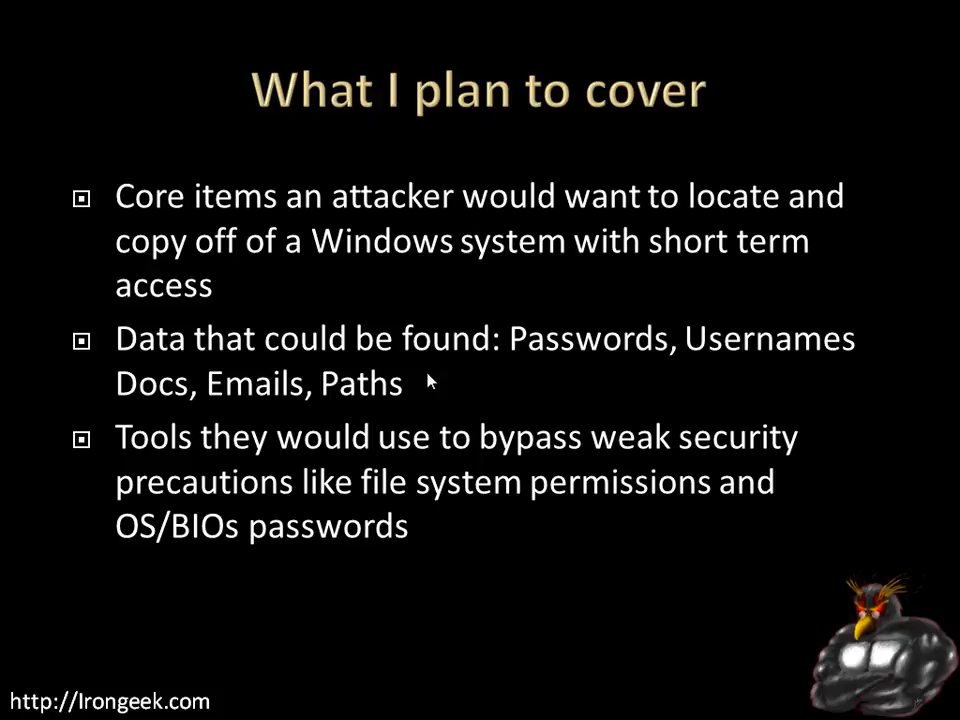 What I plan to cover
Core items an attacker would want to locate and
copy off of a Windows system with short term
access
Data that could be found: Passwords, Usernames
Docs, Emails, Paths
Tools they would use to bypass weak security
precautions like file system permissions and
OS/BIOs passwords
http://Irongeek.com